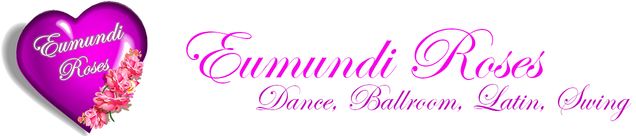 Eumundi
Roses
Eumundi Roses
Dance, Ballroom, Latin, Swing